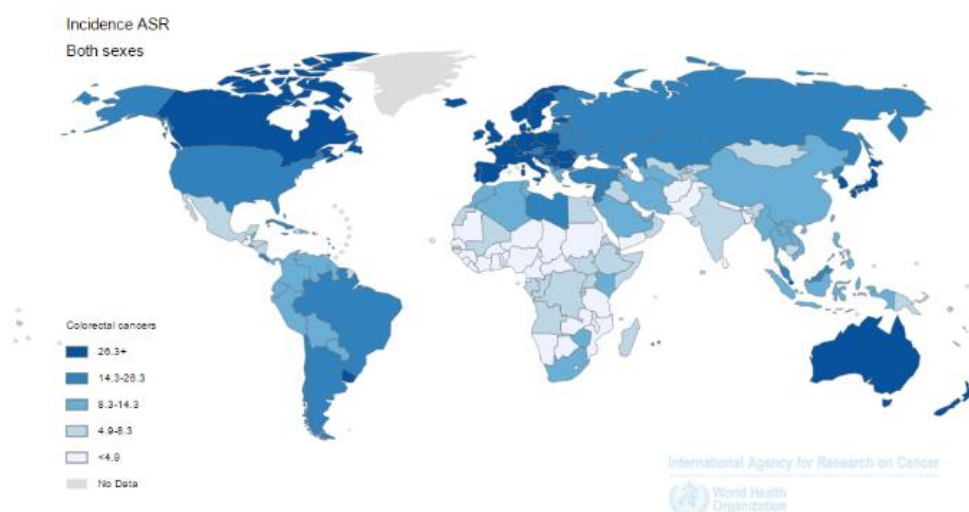 Incidence ASR
Both sexes
Colorectal cancers
26.3+
14.3-26.3
8.3-14.3
4.9-8.3
<4.9
No Data
International Agency for Research on Cancer
World Health
Organization